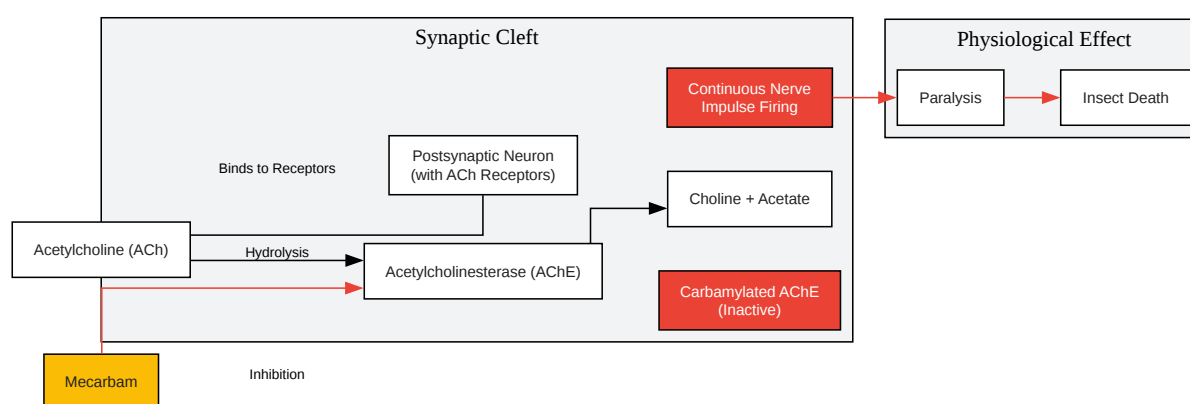 Synaptic Cleft
Physiological Effect
Continuous Nerve
Impulse Firing
Paralysis
Insect Death
Postsynaptic Neuron
(with ACh Receptors)
Binds to Receptors
Choline + Acetate
Acetylcholine (ACh)
Hydrolysis
Acetylcholinesterase (AChE)
Carbamylated AChE
(Inactive)
Mecarbam
Inhibition